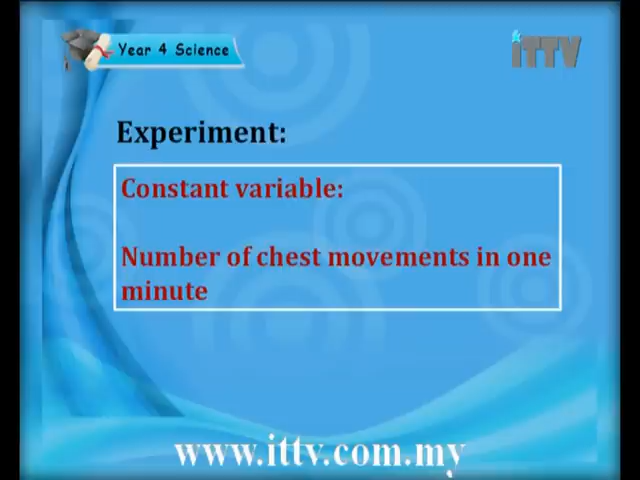 Year 4 Science
iTTV
Experiment:
Constant variable:
Number of chest movements in one
minute
www.ittv.com.my